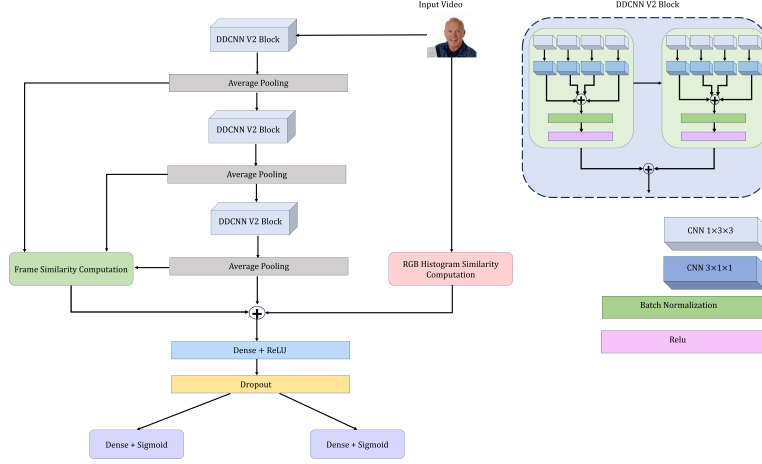 Input Video
DDCNN V2 Block
DDCNN V2 Block
Average Pooling
DDCNN V2 Block
Average Pooling
DDCNN V2 Block
Average Pooling
Frame Similarity Computation
RGB Histogram Similarity
Computation
CNN 1×3×3
CNN 3×1×1
Batch Normalization
Relu
Dense + ReLU
Dropout
Dense + Sigmoid
Dense + Sigmoid